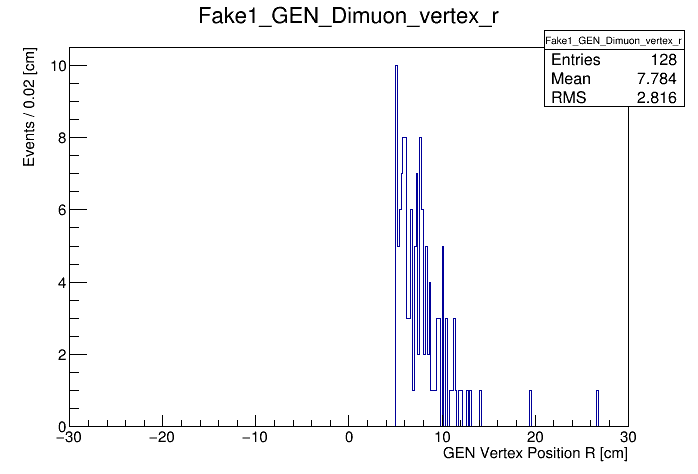 Fake1_GEN_Dimuon_vertex_r
Fake1_GEN_Dimuon_vertex_r
Entries 128
Mean 7.784
RMS 2.816
Events / 0.02 [cm]
10
8
6
4
2
0
−30 −20 −10 0 10 20 30
GEN Vertex Position R [cm]